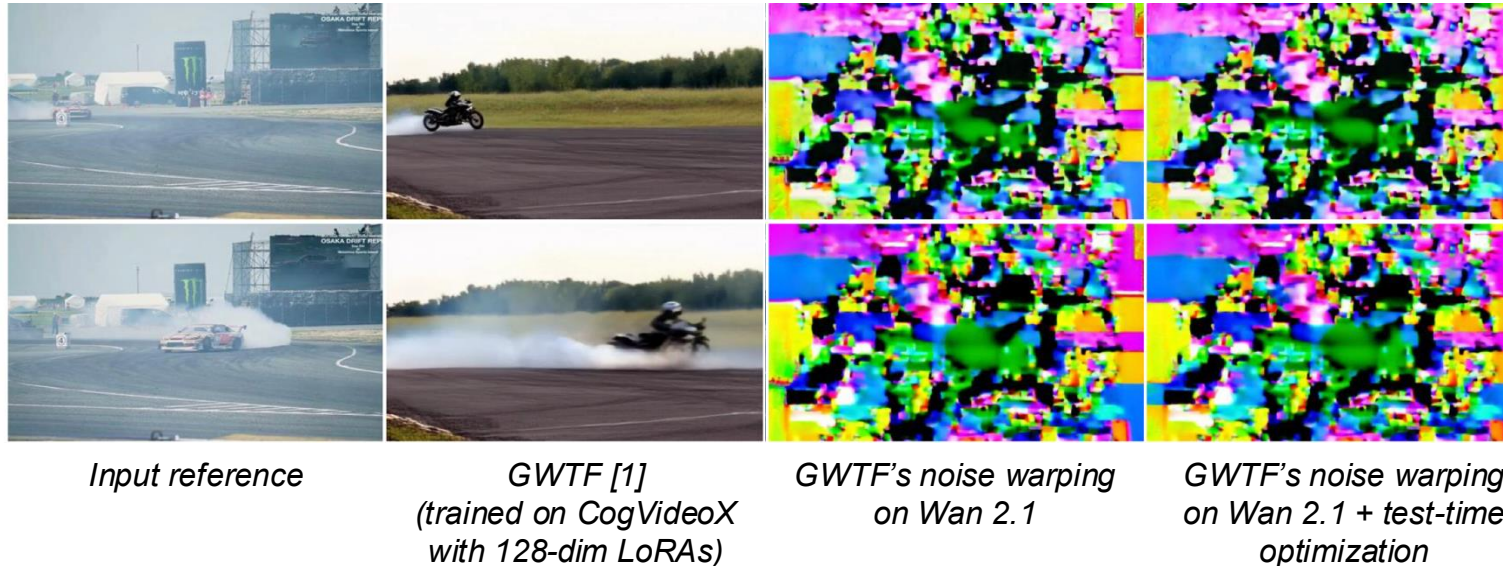 OSAKA DRIFT REP
OSAKA DRIFT REP
Input reference
GWTF [1]
(trained on CogVideoX
with 128-dim LoRAs)
GWTF’s noise warping
on Wan 2.1
GWTF’s noise warping
on Wan 2.1 + test-time
optimization